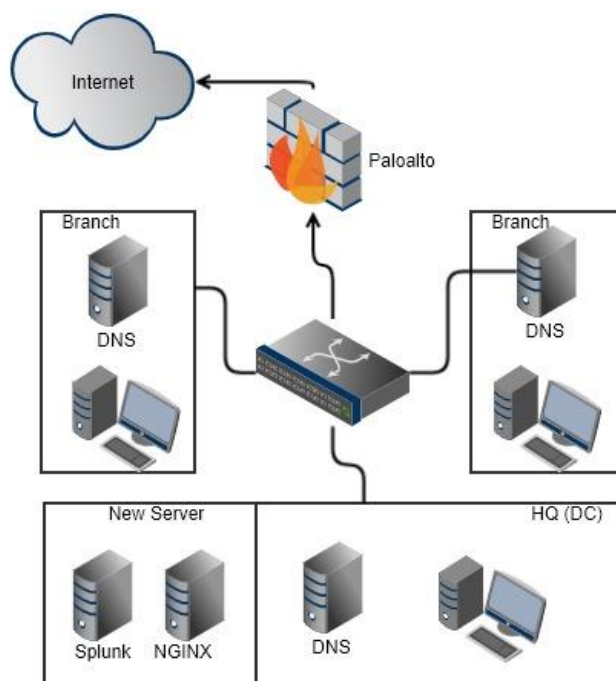 Internet
Paloalto
Branch
Branch
DNS
DNS
New Server
HQ (DC)
Splunk
NGINX
DNS